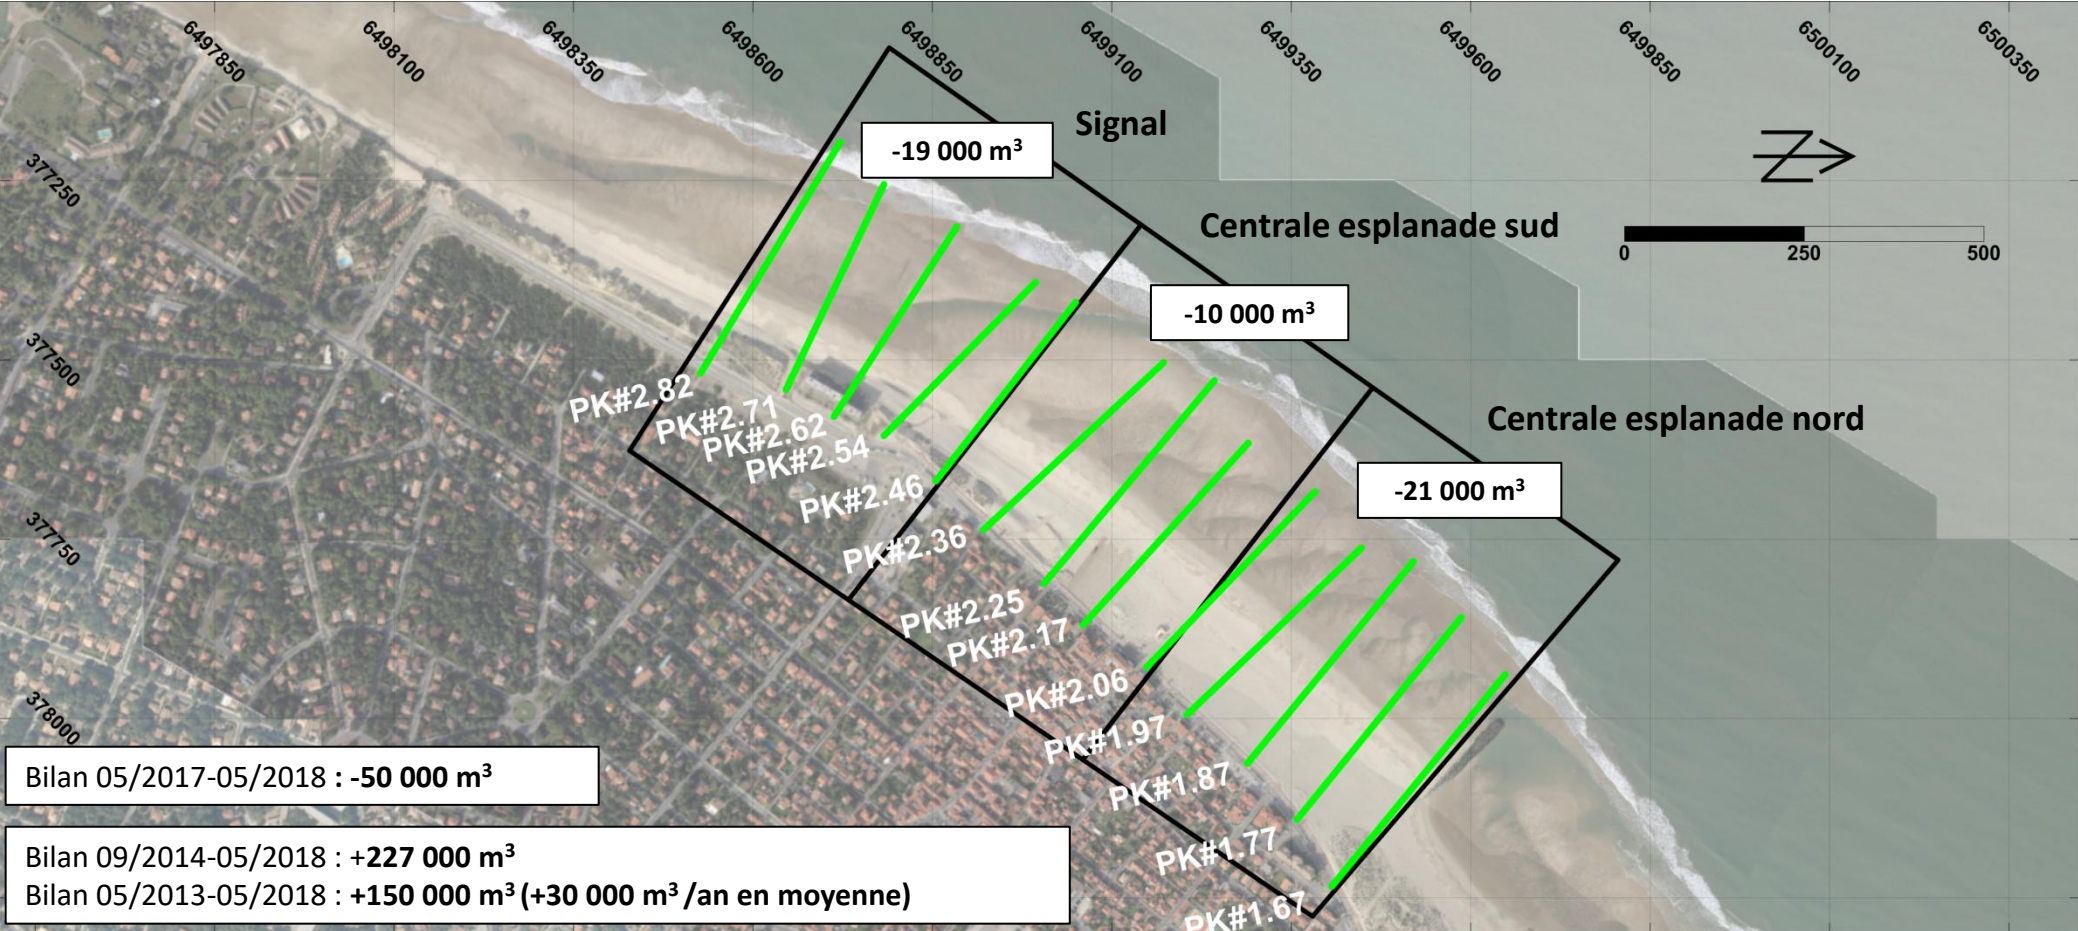 6497850
6498100
6498350
6498600
6498850
6499100
6499350
6499600
6499850
6500100
6500350
377250
377500
377750
378000
Signal
-19 000 m³
Centrale esplanade sud
-10 000 m³
Centrale esplanade nord
-21 000 m³
N
0 250 500
PK#2.82
PK#2.71
PK#2.62
PK#2.54
PK#2.46
PK#2.36
PK#2.25
PK#2.17
PK#2.06
PK#1.97
PK#1.87
PK#1.77
PK#1.67
Bilan 05/2017-05/2018 : -50 000 m³
Bilan 09/2014-05/2018 : +227 000 m³
Bilan 05/2013-05/2018 : +150 000 m³ (+30 000 m³ /an en moyenne)